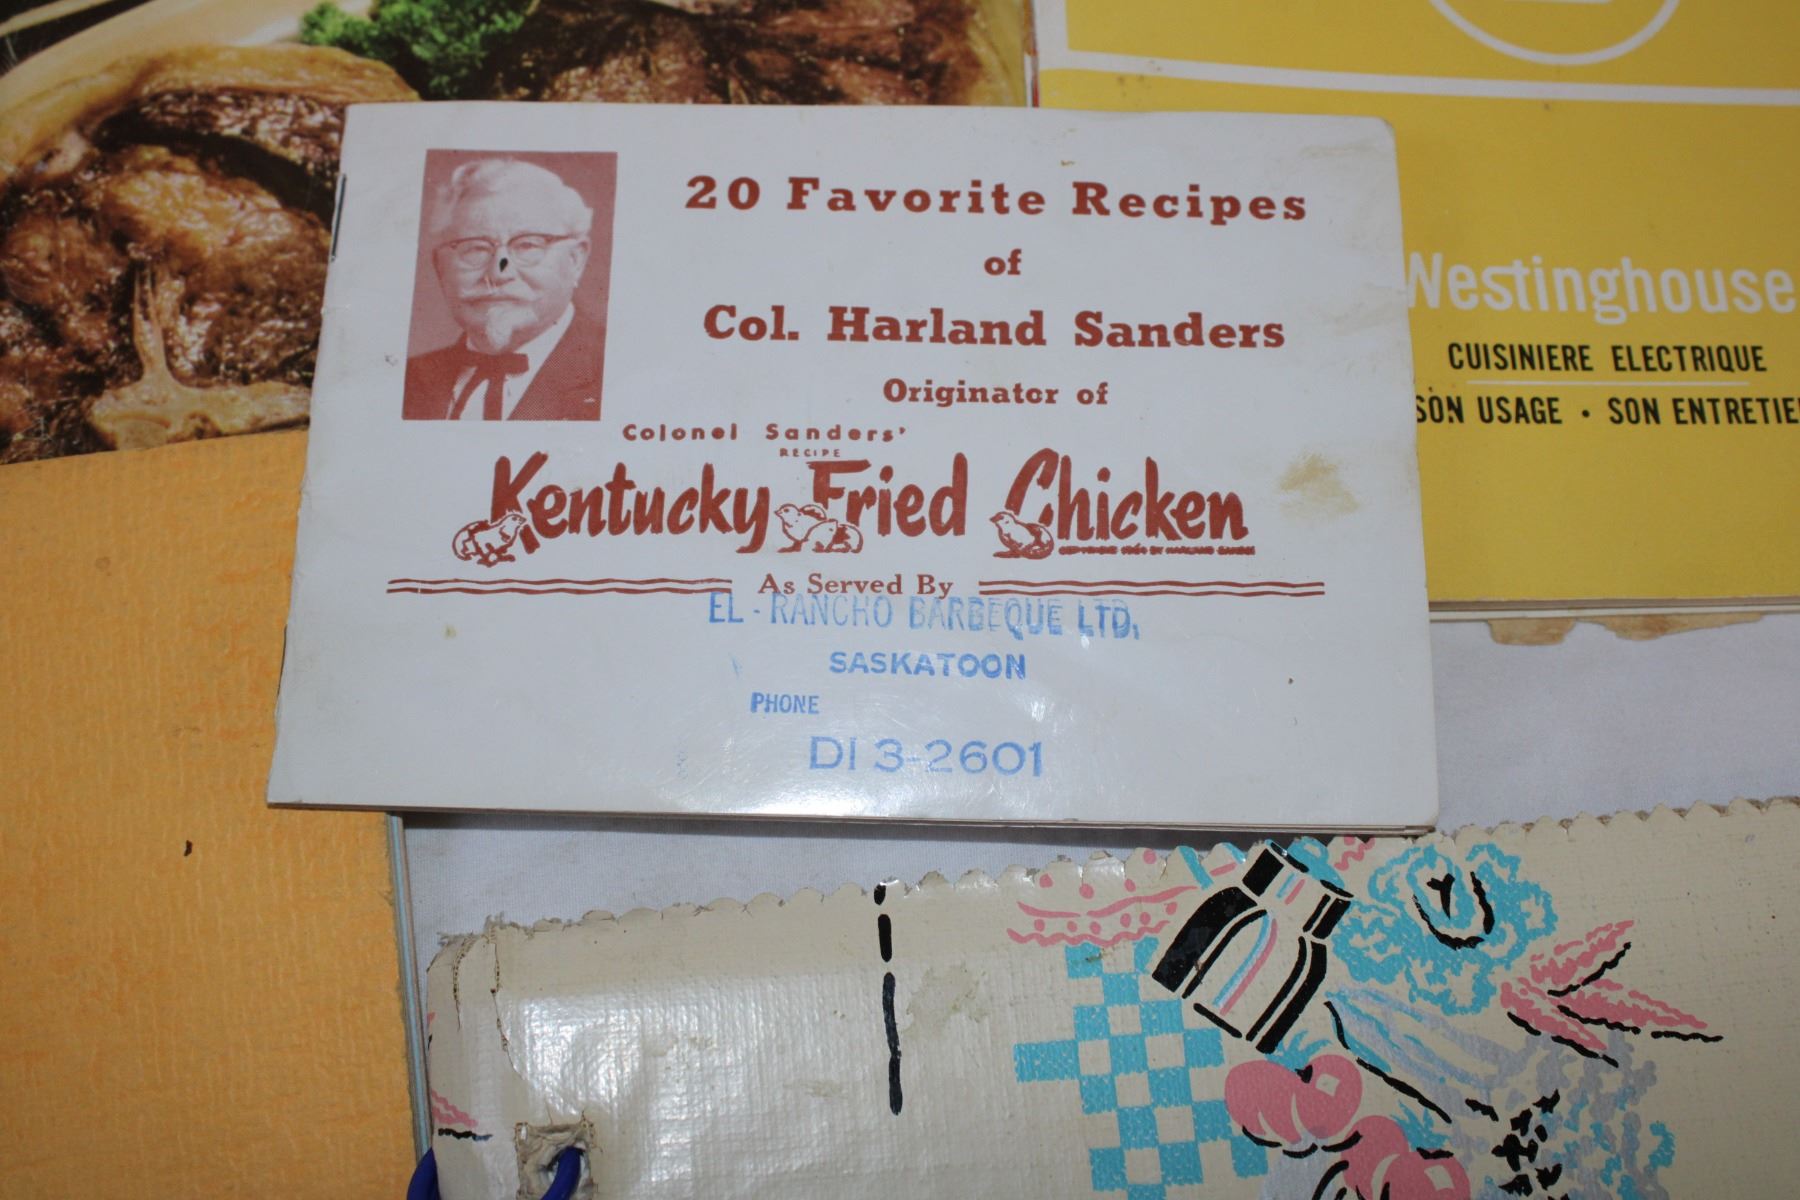 20 Favorite Recipes
of
Col. Harland Sanders
Originator of
Colonel Sanders'
RECIPE
Kentucky Fried Chicken
As Served By
EL-RANCHO BARBEQUE LTD.
SASKATOON
PHONE
DI 3-2601
Westinghouse
CUISINIERE ELECTRIQUE
SON USAGE • SON ENTRETIE